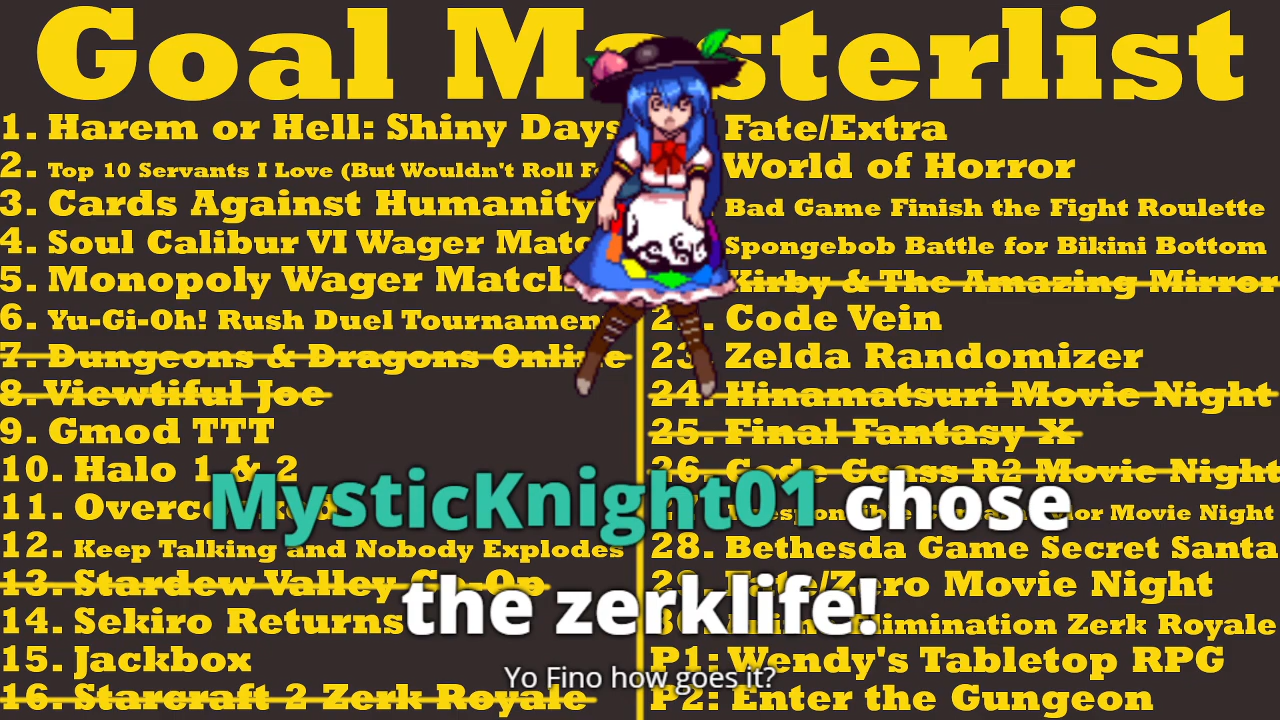 Goal Masterlist
1. Harem or Hell: Shiny Days
2. Top 10 Servants I Love (But Wouldn't Roll
3. Cards Against Humanity
4. Soul Calibur VI Wager
5. Monopoly Wager Match
6. Yu-Gi-Oh! Rush Duel
7. Dungeons & Dragons Online
8. Viewtiful Joe
9. Gmod TTT
10. Halo 1 & 2
11.
12. Keep Talking and Nobody Explodes
13. Stardew Valley Co-Op
14. Sekiro Returns
15. Jackbox
16. Starcraft 2 Zerk Royale
Fate/Extra
World of Horror
Bad Game Finish the Fight Roulette
Spongebob Battle for Bikini Bottom
Kirby & The Amazing Mirror
Code Vein
23. Zelda Randomizer
24. Hinamatsuri Movie Night
25. Final Fantasy X
26. Code Geass R2 Movie Night
Movie Night
28. Bethesda Game Secret Santa
29. Fate/Zero Movie Night
Elimination Zerk Royale
P1: Wendy's Tabletop RPG
P2: Enter the Gungeon
MysticKnight01 chose
the zerklife!
Yo Fino how goes it?